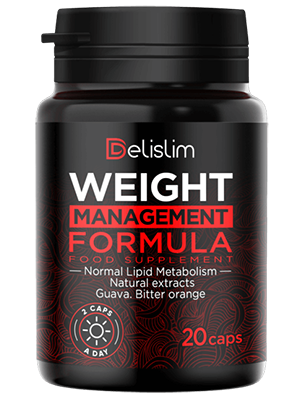 Delislim
WEIGHT
MANAGEMENT
FORMULA
FOOD SUPPLEMENT
Normal Lipid Metabolism
Natural extracts
Guava. Bitter orange
2 CAPS
A DAY
20 caps